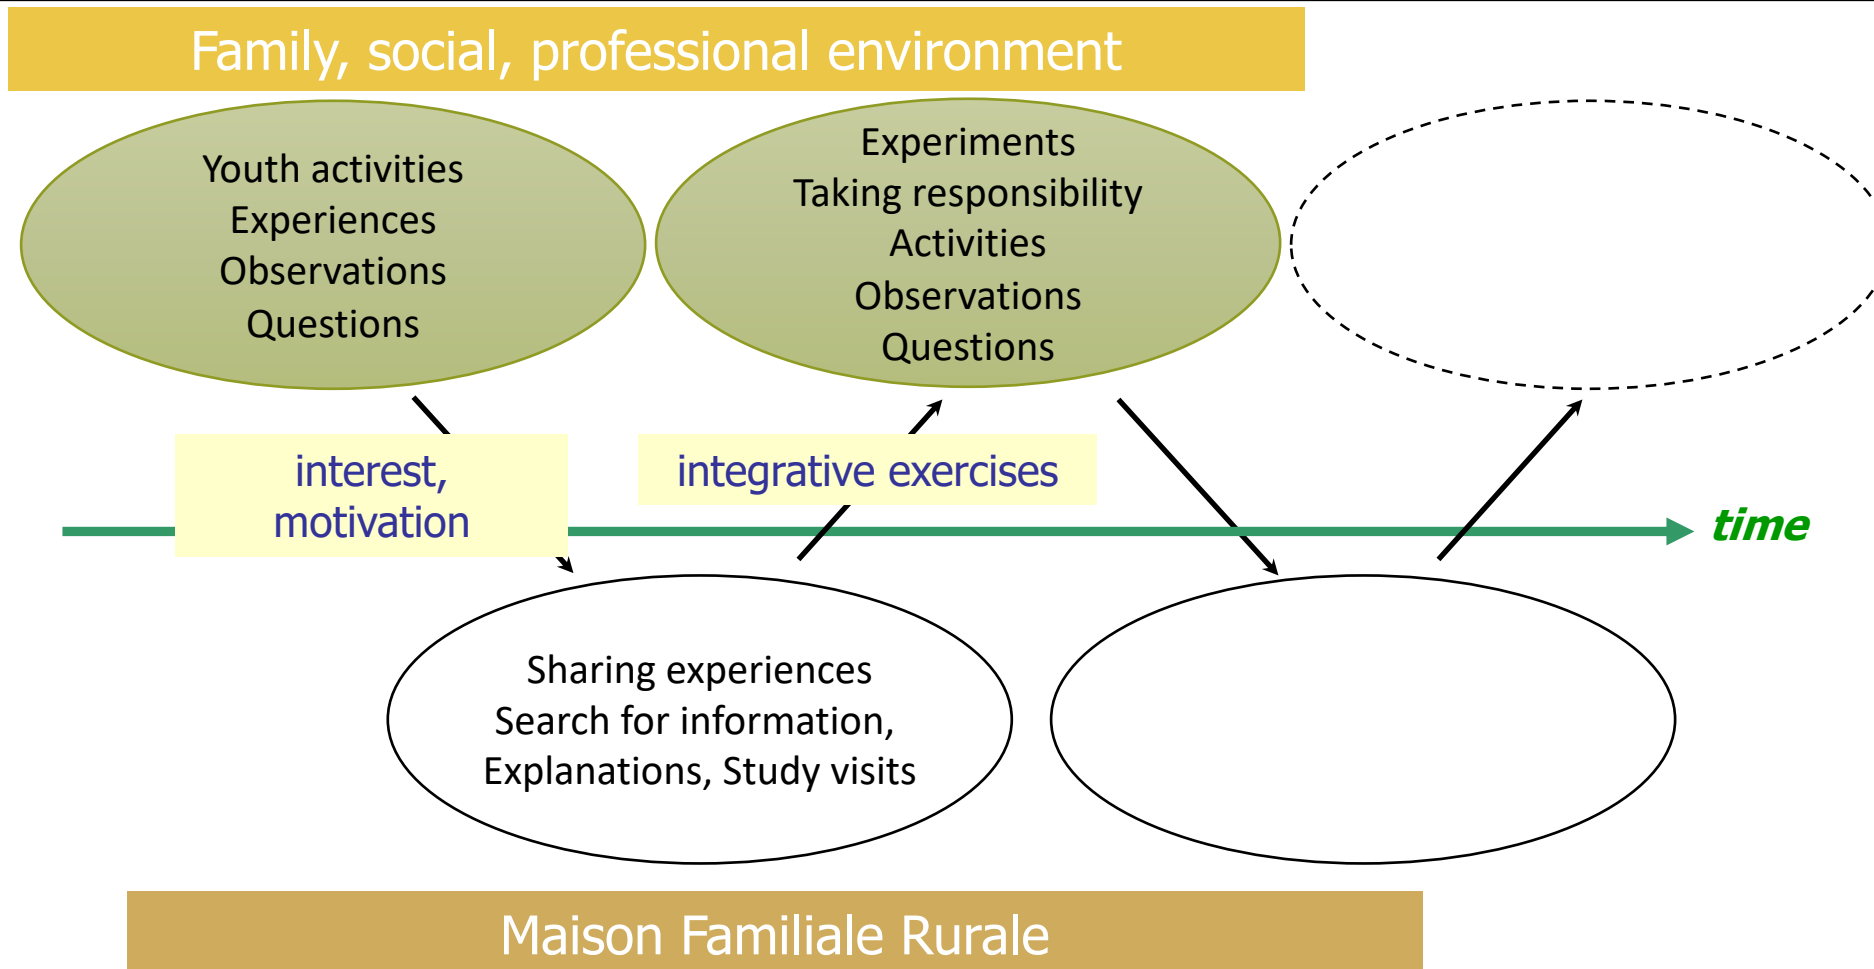 Family, social, professional environment
Youth activities
Experiences
Observations
Questions
Experiments
Taking responsibility
Activities
Observations
Questions
interest,
motivation
integrative exercises
time
Sharing experiences
Search for information,
Explanations, Study visits
Maison Familiale Rurale